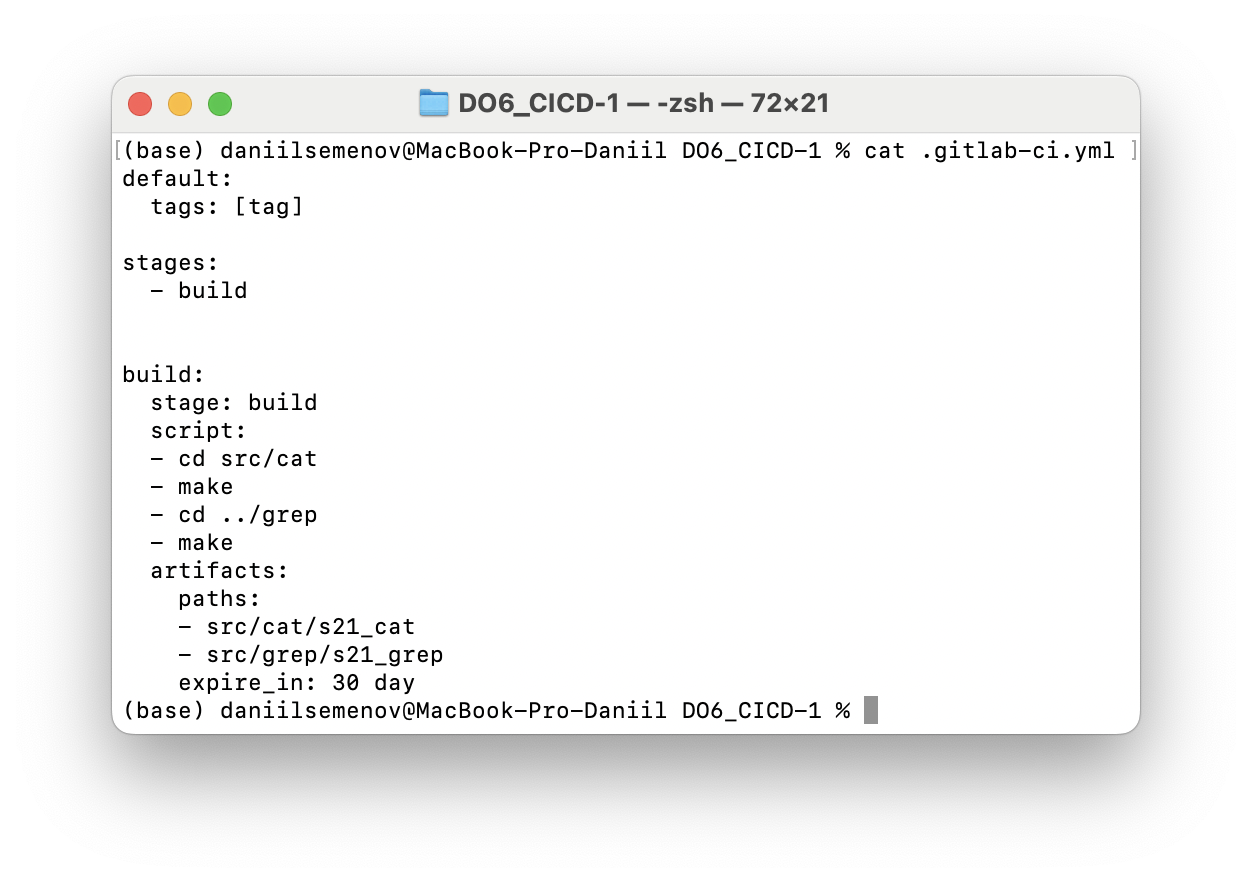 DO6_CICD-1 — -zsh — 72×21
[(base) daniilsemenov@MacBook-Pro-Daniil DO6_CICD-1 % cat .gitlab-ci.yml ]
default:
  tags: [tag]

stages:
  - build


build:
  stage: build
  script:
  - cd src/cat
  - make
  - cd ../grep
  - make
  artifacts:
    paths:
    - src/cat/s21_cat
    - src/grep/s21_grep
    expire_in: 30 day
(base) daniilsemenov@MacBook-Pro-Daniil DO6_CICD-1 %